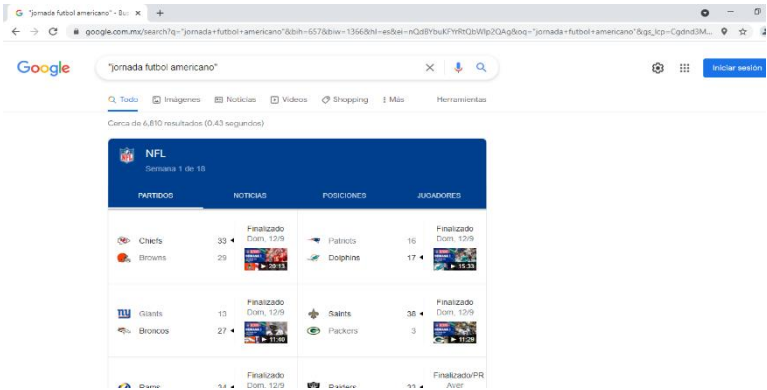 "jornada futbol americano" - Bus
google.com.mx/search?q="jornada+futbol+americano"&bih=657&biw=1366&hl=es&ei=nQd8YbuKFYrRtQbWlp2QAg&oq="jornada+futbol+americano"&gs_lcp=Cgdnd3M...
Google
"jornada futbol americano"
Iniciar sesión
Todo Imágenes Noticias Videos Shopping Más Herramientas
Cerca de 6,810 resultados (0.43 segundos)
NFL
Semana 1 de 18
PARTIDOS NOTICIAS POSICIONES JUGADORES
Finalizado Finalizado
Chiefs 33 Dom, 12/9 Patriots 16 Dom, 12/9
Browns 29 20:13 Dolphins 17 15:33
Finalizado Finalizado
Giants 13 Dom, 12/9 Saints 38 Dom, 12/9
Broncos 27 11:40 Packers 3 11:29
Finalizado Finalizado/PR
Rams 34 Dom, 12/9 Raiders 33 Ayer